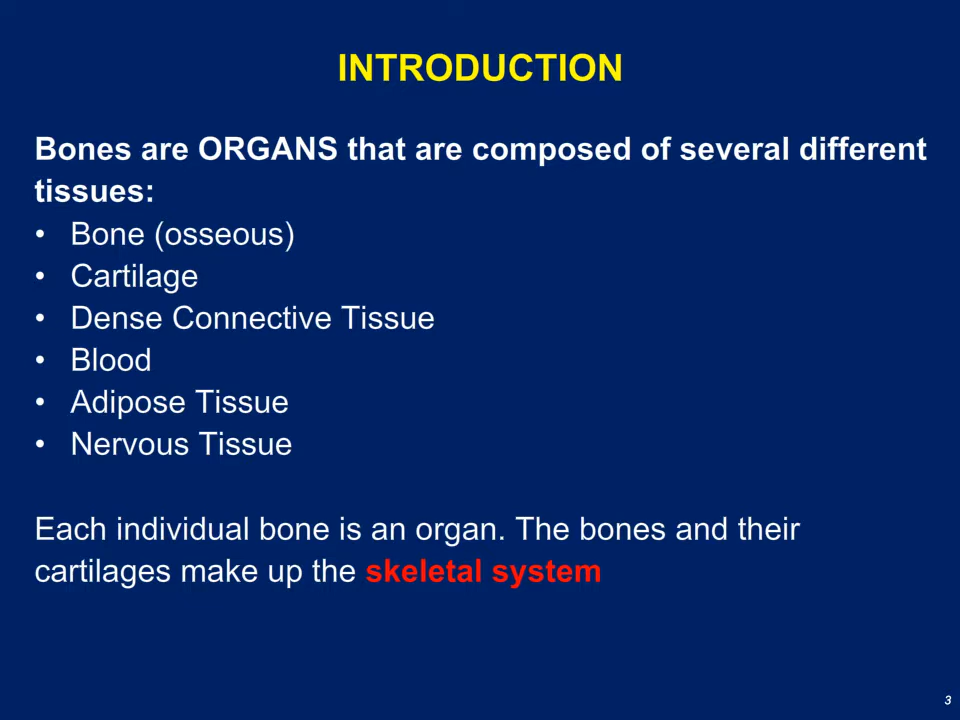 INTRODUCTION
Bones are ORGANS that are composed of several different
tissues:
• Bone (osseous)
• Cartilage
• Dense Connective Tissue
• Blood
• Adipose Tissue
• Nervous Tissue
Each individual bone is an organ. The bones and their
cartilages make up the skeletal system
3